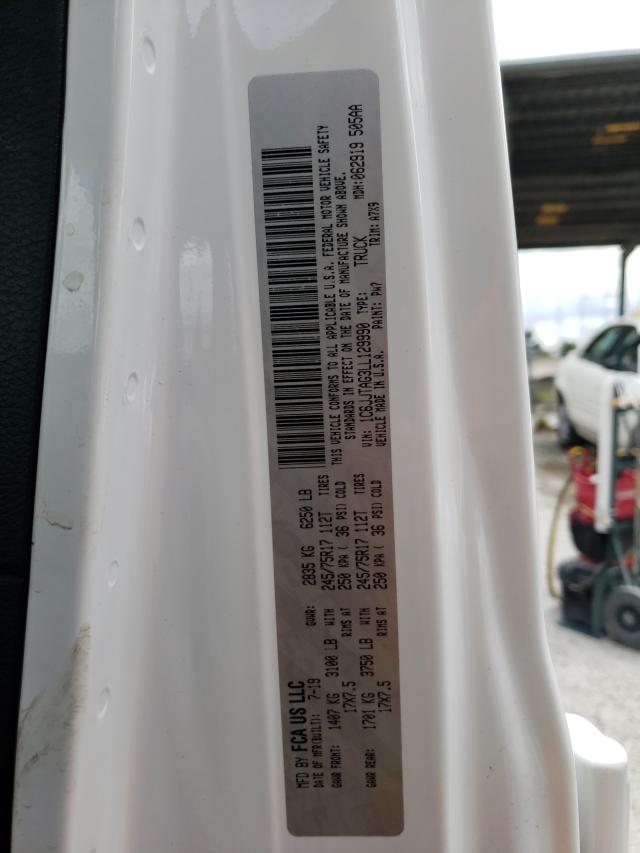 MFD BY FCA US LLC
DATE OF MFR(BUILT): 7-19 GVWR: 2835 KG 6250 LB
GAWR FRONT: 1407 KG 3100 LB WITH 245/75R17 112T TIRES
17X7.5 RIMS AT 250 KPA ( 36 PSI) COLD
GAWR REAR: 1701 KG 3750 LB WITH 245/75R17 112T TIRES
17X7.5 RIMS AT 250 KPA ( 36 PSI) COLD
THIS VEHICLE CONFORMS TO ALL APPLICABLE U.S.A. FEDERAL MOTOR VEHICLE SAFETY
STANDARDS IN EFFECT ON THE DATE OF MANUFACTURE SHOWN ABOVE.
MDH:062919 505AA
VIN: 1C6JJTAG3LL129990 TYPE: TRUCK
VEHICLE MADE IN U.S.A. PAINT: PW7 TRIM: A7X9